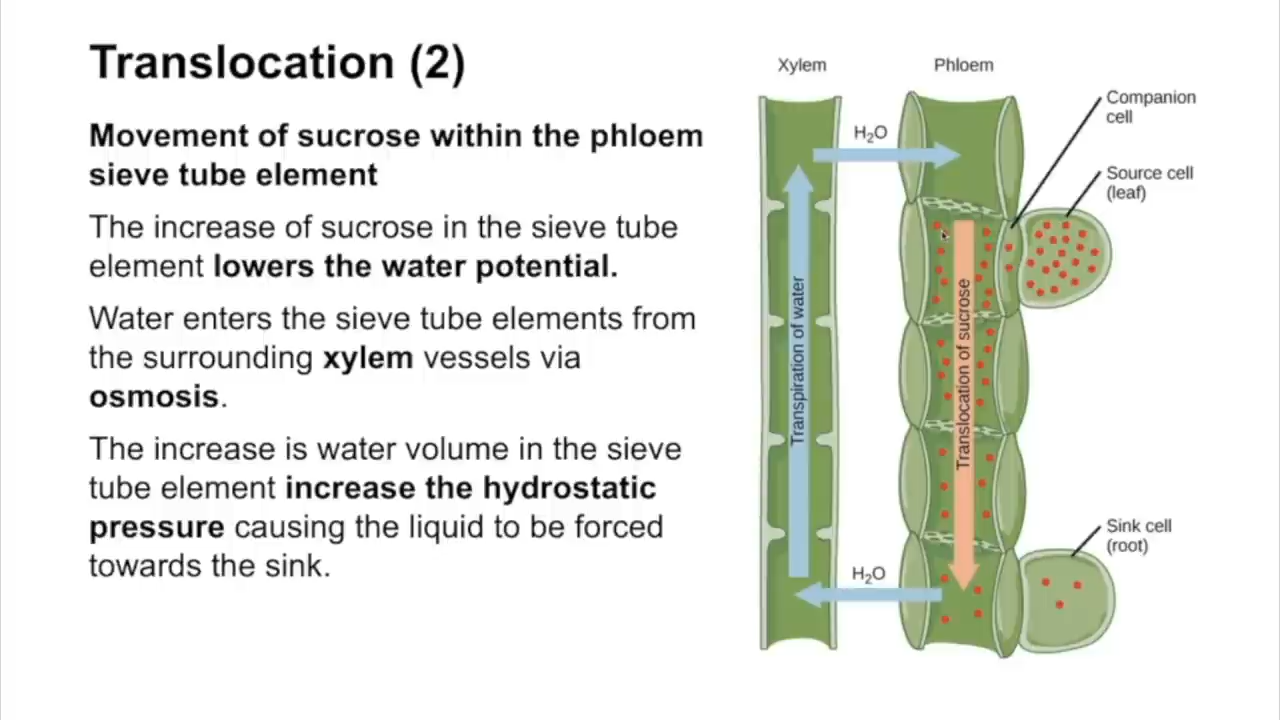 Translocation (2)
Movement of sucrose within the phloem
sieve tube element
The increase of sucrose in the sieve tube
element lowers the water potential.
Water enters the sieve tube elements from
the surrounding xylem vessels via
osmosis.
The increase is water volume in the sieve
tube element increase the hydrostatic
pressure causing the liquid to be forced
towards the sink.
Xylem
Phloem
Companion
cell
H₂O
Source cell
(leaf)
Transpiration of water
Translocation of sucrose
Sink cell
(root)
H₂O